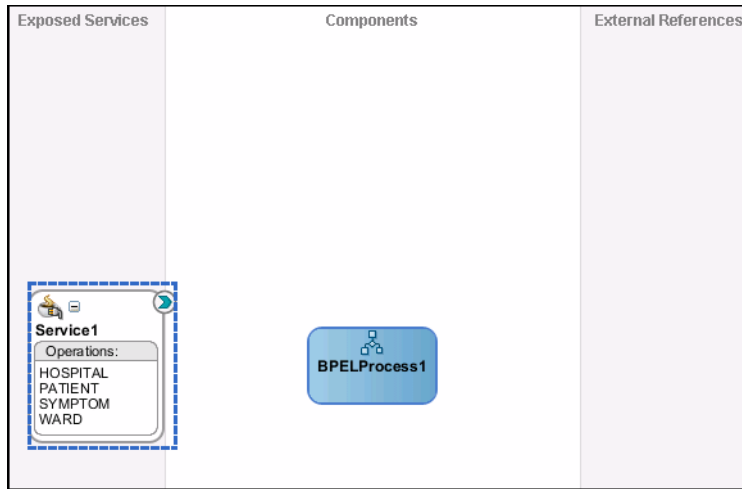 Exposed Services
Components
External References
Service1
Operations:
HOSPITAL
PATIENT
SYMPTOM
WARD
BPELProcess1